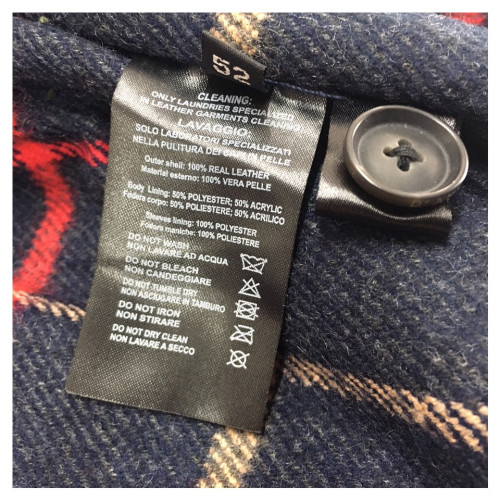 52
CLEANING:
ONLY LAUNDRIES SPECIALIZED
IN LEATHER GARMENTS CLEANING
LAVAGGIO:
SOLO LABORATORI SPECIALIZZATI
NELLA PULITURA DEI CAPI IN PELLE
Outer shell: 100% REAL LEATHER
Materiale esterno: 100% VERA PELLE
Body Lining: 50% POLYESTER; 50% ACRYLIC
Fodera corpo: 50% POLIESTERE; 50% ACRILICO
Sleeves lining: 100% POLYESTER
Fodera maniche: 100% POLIESTERE
DO NOT WASH
NON LAVARE AD ACQUA
DO NOT BLEACH
NON CANDEGGIARE
DO NOT TUMBLE DRY
NON ASCIUGARE IN TAMBURO
DO NOT IRON
NON STIRARE
DO NOT DRY CLEAN
NON LAVARE A SECCO